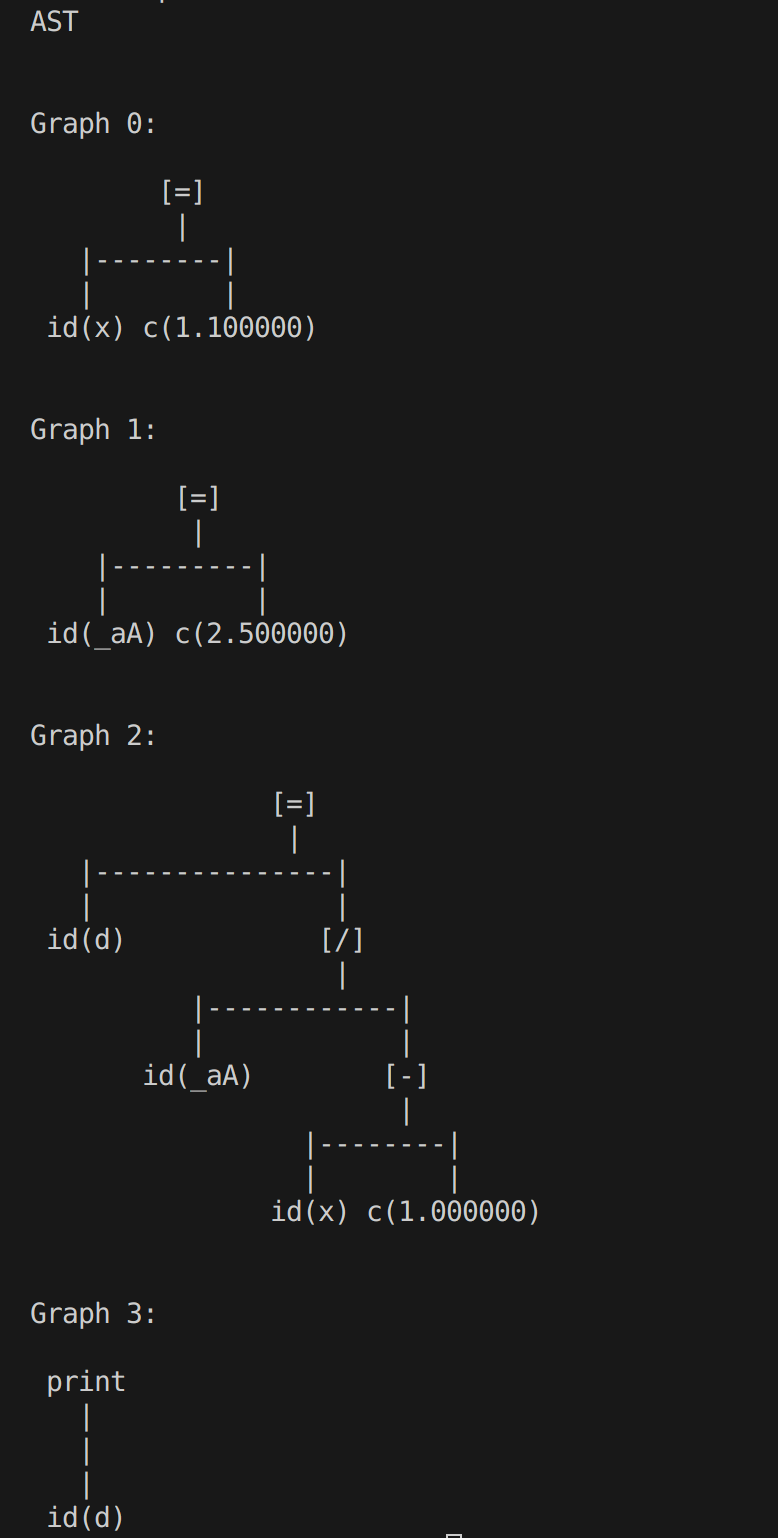 AST
Graph 0:
[=]
|
|--------|
|        |
id(x) c(1.100000)
Graph 1:
[=]
|
|---------|
|         |
id(_aA) c(2.500000)
Graph 2:
[=]
|
|---------------|
|               |
id(d)            [/]
|
|------------|
|            |
id(_aA)        [-]
|
|--------|
|        |
id(x) c(1.000000)
Graph 3:
print
|
|
|
id(d)